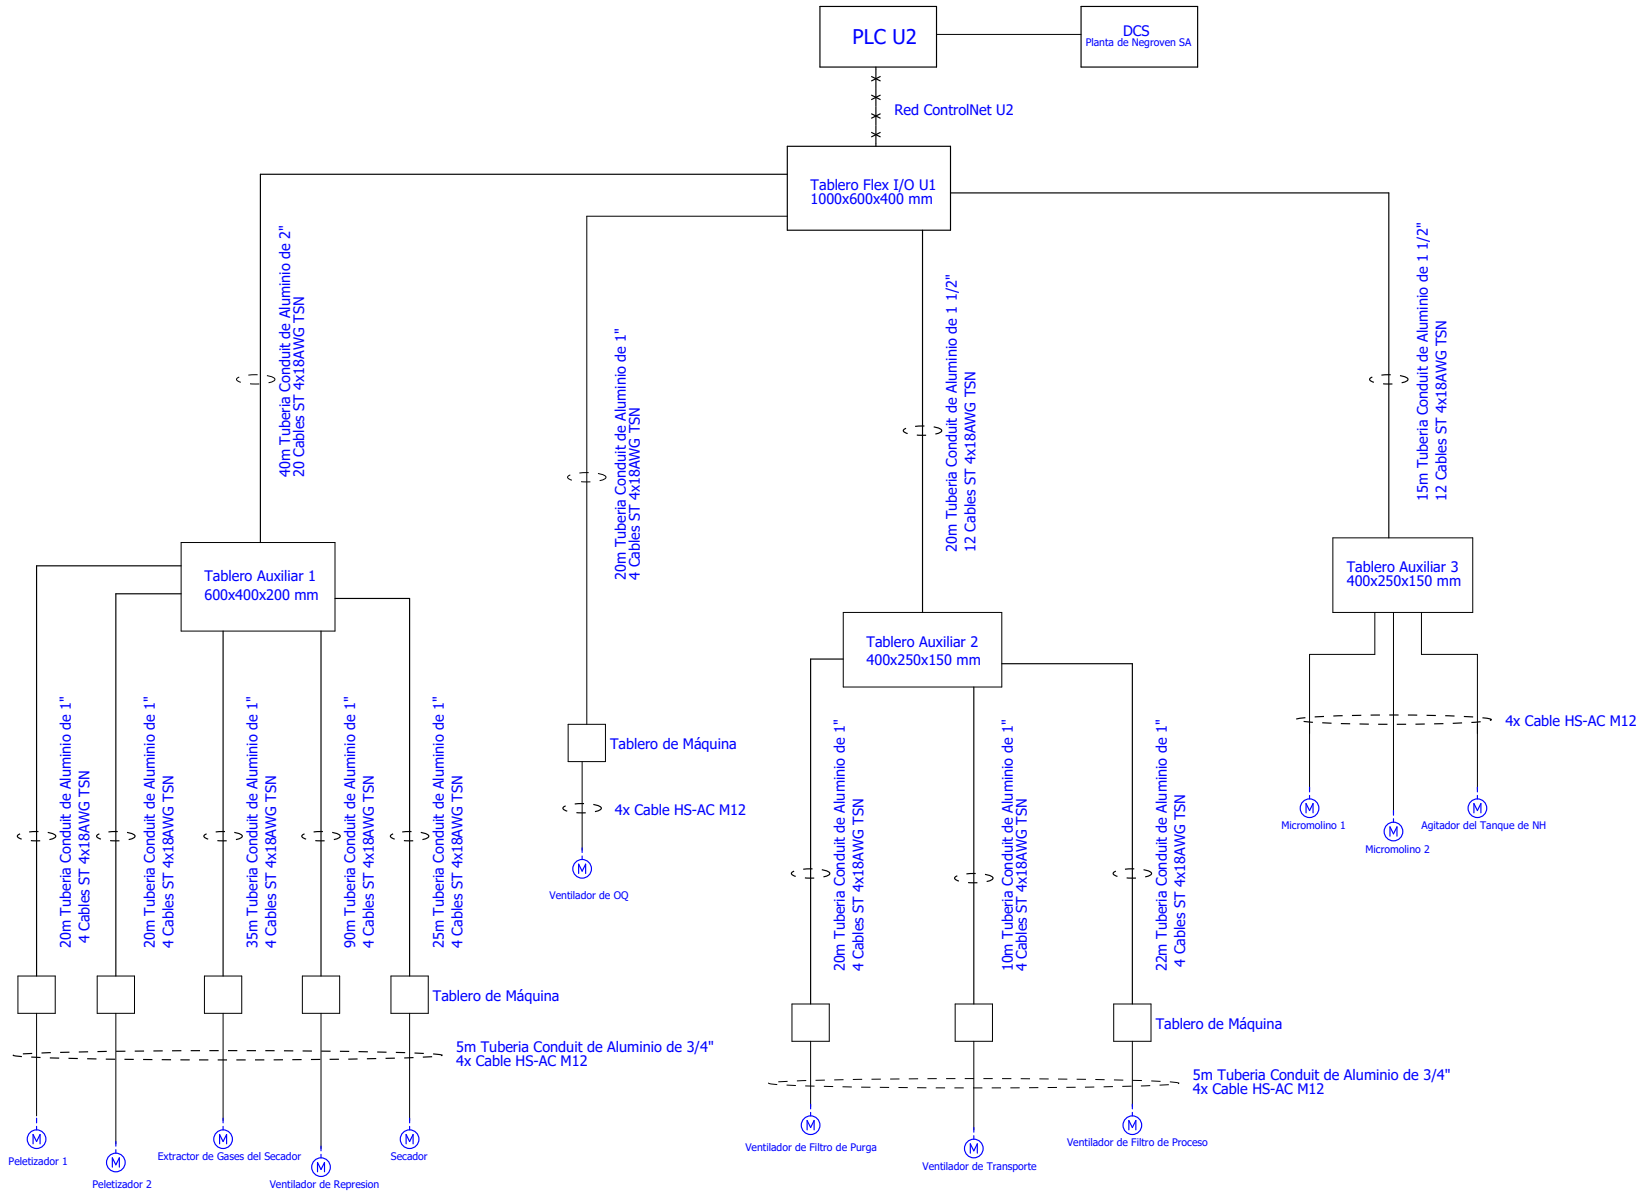 PLC U2
DCS
Planta de Negroven SA
Red ControlNet U2
Tablero Flex I/O U1
1000x600x400 mm
40m Tuberia Conduit de Aluminio de 2"
20 Cables ST 4x18AWG TSN
20m Tuberia Conduit de Aluminio de 1"
4 Cables ST 4x18AWG TSN
20m Tuberia Conduit de Aluminio de 1 1/2"
12 Cables ST 4x18AWG TSN
15m Tuberia Conduit de Aluminio de 1 1/2"
12 Cables ST 4x18AWG TSN
Tablero Auxiliar 1
600x400x200 mm
Tablero Auxiliar 2
400x250x150 mm
Tablero Auxiliar 3
400x250x150 mm
20m Tuberia Conduit de Aluminio de 1"
4 Cables ST 4x18AWG TSN
20m Tuberia Conduit de Aluminio de 1"
4 Cables ST 4x18AWG TSN
35m Tuberia Conduit de Aluminio de 1"
4 Cables ST 4x18AWG TSN
90m Tuberia Conduit de Aluminio de 1"
4 Cables ST 4x18AWG TSN
25m Tuberia Conduit de Aluminio de 1"
4 Cables ST 4x18AWG TSN
Tablero de Máquina
4x Cable HS-AC M12
M
Ventilador de OQ
20m Tuberia Conduit de Aluminio de 1"
4 Cables ST 4x18AWG TSN
10m Tuberia Conduit de Aluminio de 1"
4 Cables ST 4x18AWG TSN
22m Tuberia Conduit de Aluminio de 1"
4 Cables ST 4x18AWG TSN
4x Cable HS-AC M12
M
Micromolino 1
M
Micromolino 2
M
Agitador del Tanque de NH
Tablero de Máquina
5m Tuberia Conduit de Aluminio de 3/4"
4x Cable HS-AC M12
M
Peletizador 1
M
Peletizador 2
M
Extractor de Gases del Secador
M
Ventilador de Represion
M
Secador
Tablero de Máquina
5m Tuberia Conduit de Aluminio de 3/4"
4x Cable HS-AC M12
M
Ventilador de Filtro de Purga
M
Ventilador de Transporte
M
Ventilador de Filtro de Proceso